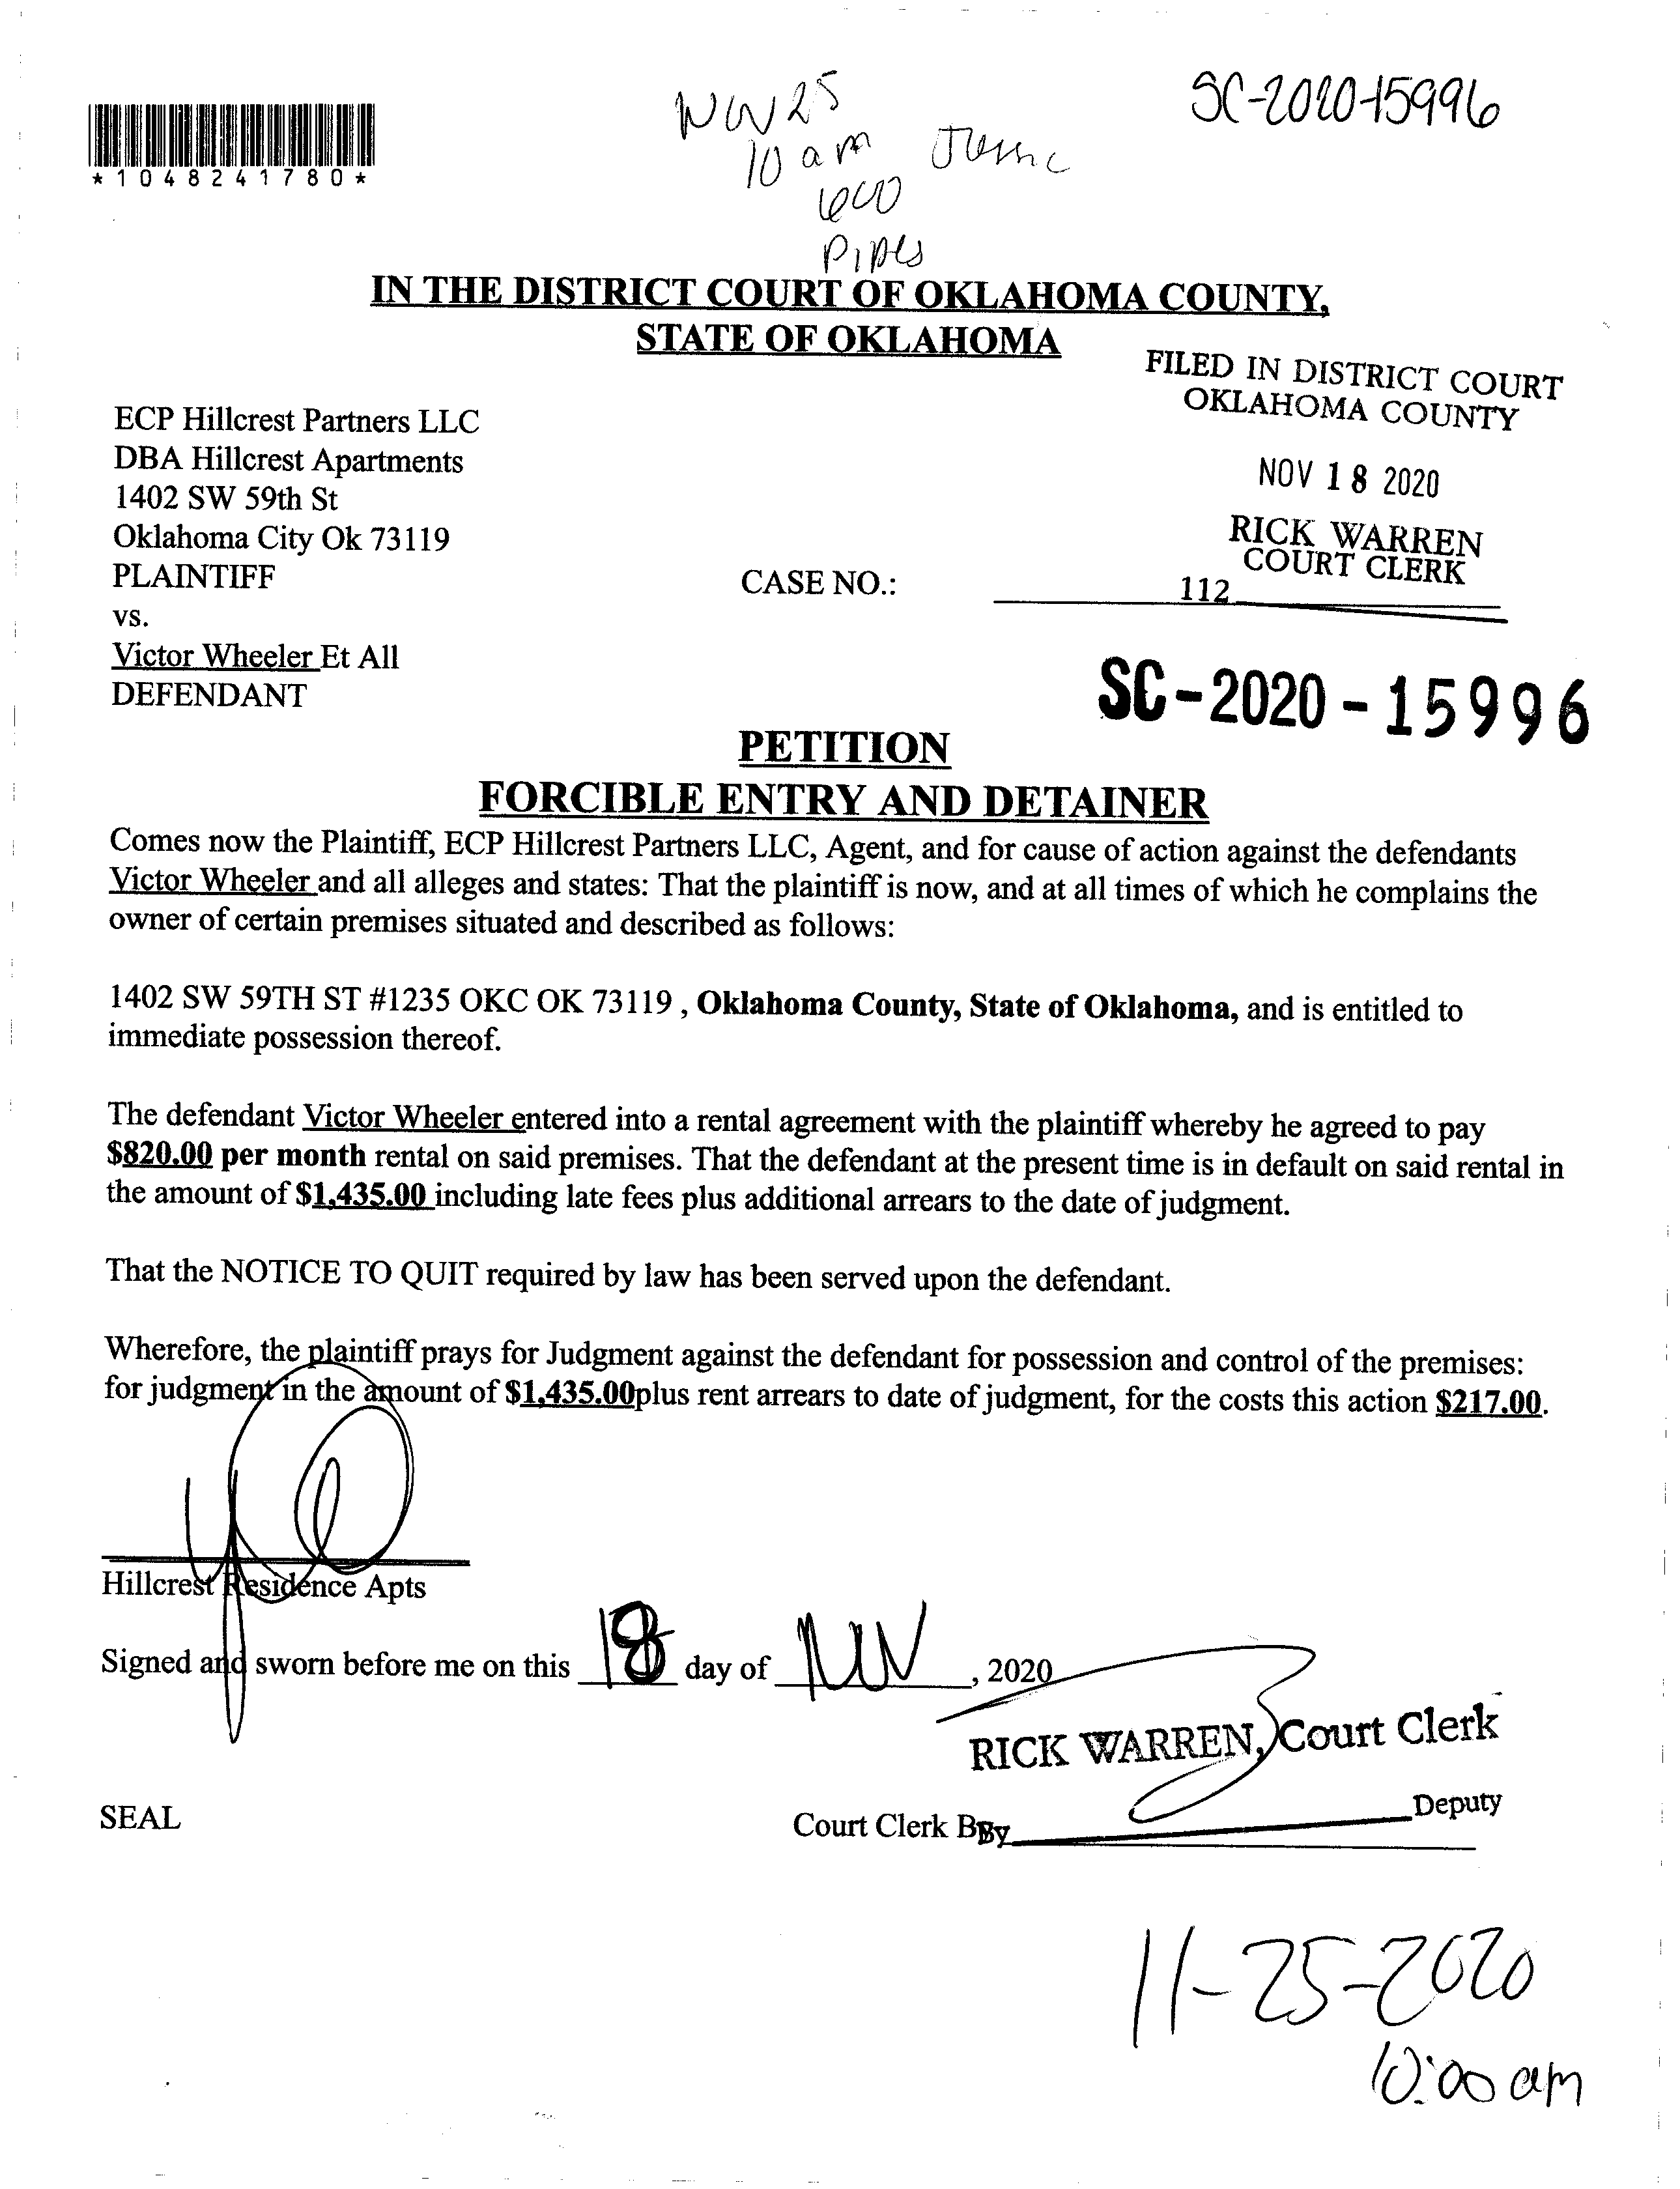 SC-2020-15996
Nov 25
10 am
600
Pipes
*1048241780*
IN THE DISTRICT COURT OF OKLAHOMA COUNTY,
STATE OF OKLAHOMA
FILED IN DISTRICT COURT
OKLAHOMA COUNTY
NOV 18 2020
RICK WARREN
COURT CLERK
112
ECP Hillcrest Partners LLC
DBA Hillcrest Apartments
1402 SW 59th St
Oklahoma City Ok 73119
PLAINTIFF
CASE NO.:
vs.
Victor Wheeler Et All
DEFENDANT
SC-2020-15996
PETITION
FORCIBLE ENTRY AND DETAINER
Comes now the Plaintiff, ECP Hillcrest Partners LLC, Agent, and for cause of action against the defendants
Victor Wheeler and all alleges and states: That the plaintiff is now, and at all times of which he complains the
owner of certain premises situated and described as follows:
1402 SW 59TH ST #1235 OKC OK 73119 , Oklahoma County, State of Oklahoma, and is entitled to
immediate possession thereof.
The defendant Victor Wheeler entered into a rental agreement with the plaintiff whereby he agreed to pay
$820.00 per month rental on said premises. That the defendant at the present time is in default on said rental in
the amount of $1,435.00 including late fees plus additional arrears to the date of judgment.
That the NOTICE TO QUIT required by law has been served upon the defendant.
Wherefore, the plaintiff prays for Judgment against the defendant for possession and control of the premises:
for judgment in the amount of $1,435.00plus rent arrears to date of judgment, for the costs this action $217.00.
Hillcrest Residence Apts
Signed and sworn before me on this 18 day of Nov, 2020
RICK WARREN, Court Clerk
SEAL
Court Clerk By By Deputy
11-25-2020
10:00 am